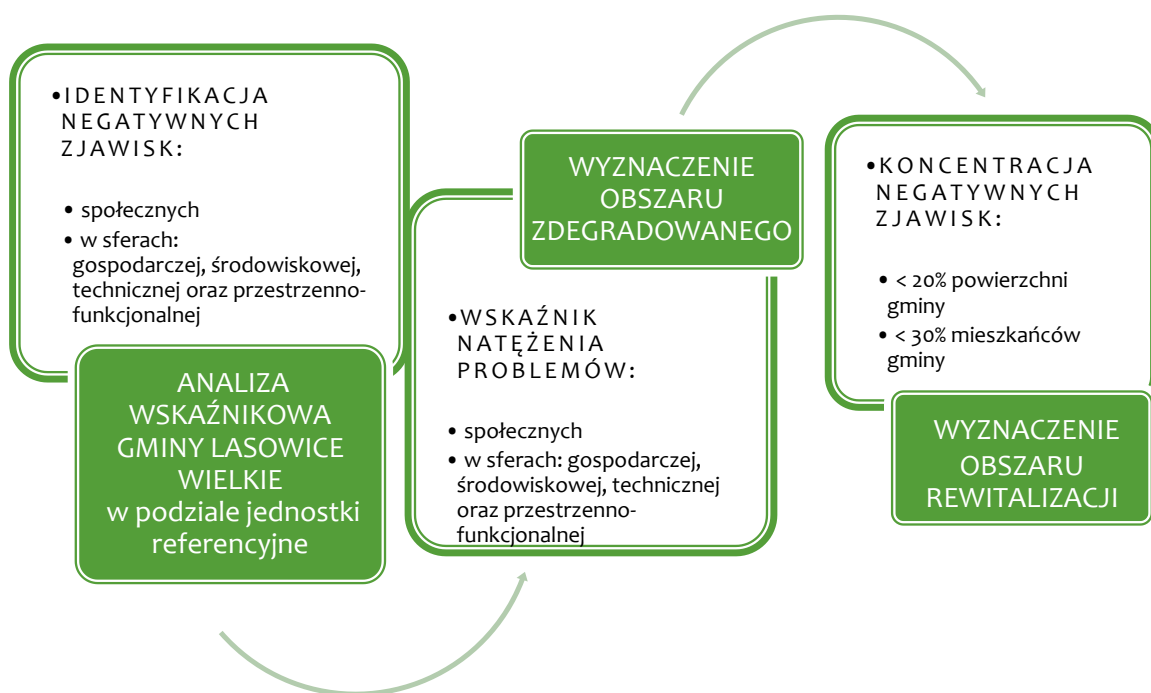 •IDENTYFIKACJA
NEGATYWNYCH
ZJAWISK:
• społecznych
• w sferach:
gospodarczej, środowiskowej,
technicznej oraz przestrzenno-
funkcjonalnej
ANALIZA
WSKAŹNIKOWA
GMINY LASOWICE
WIELKIE
w podziale jednostki
referencyjne
WYZNACZENIE
OBSZARU
ZDEGRADOWANEGO
•WSKAŹNIK
NATĘŻENIA
PROBLEMÓW:
• społecznych
• w sferach: gospodarczej,
środowiskowej, technicznej
oraz przestrzenno-
funkcjonalnej
•KONCENTRACJA
NEGATYWNYCH
ZJAWISK:
• < 20% powierzchni
gminy
• < 30% mieszkańców
gminy
WYZNACZENIE
OBSZARU
REWITALIZACJI